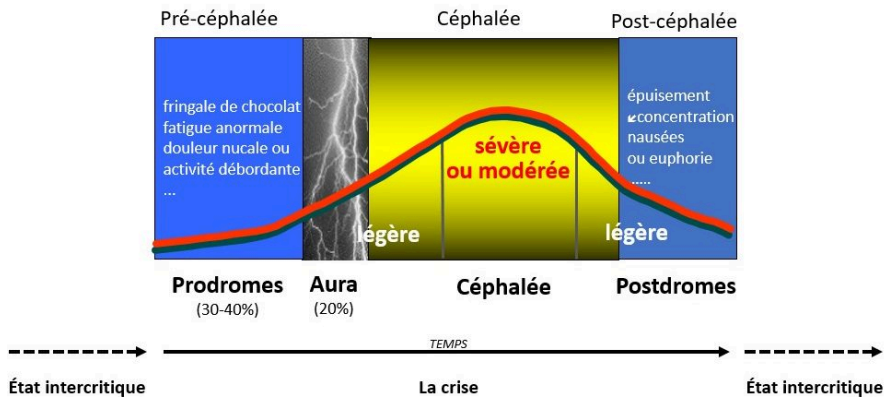 Pré-céphalée
Céphalée
Post-céphalée
fringale de chocolat
fatigue anormale
douleur nucale ou
activité débordante
...
légère
sévère
ou modérée
légère
épuisement
↙concentration
nausées
ou euphorie
.....
Prodromes
(30-40%)
Aura
(20%)
Céphalée
Postdromes
TEMPS
État intercritique
La crise
État intercritique